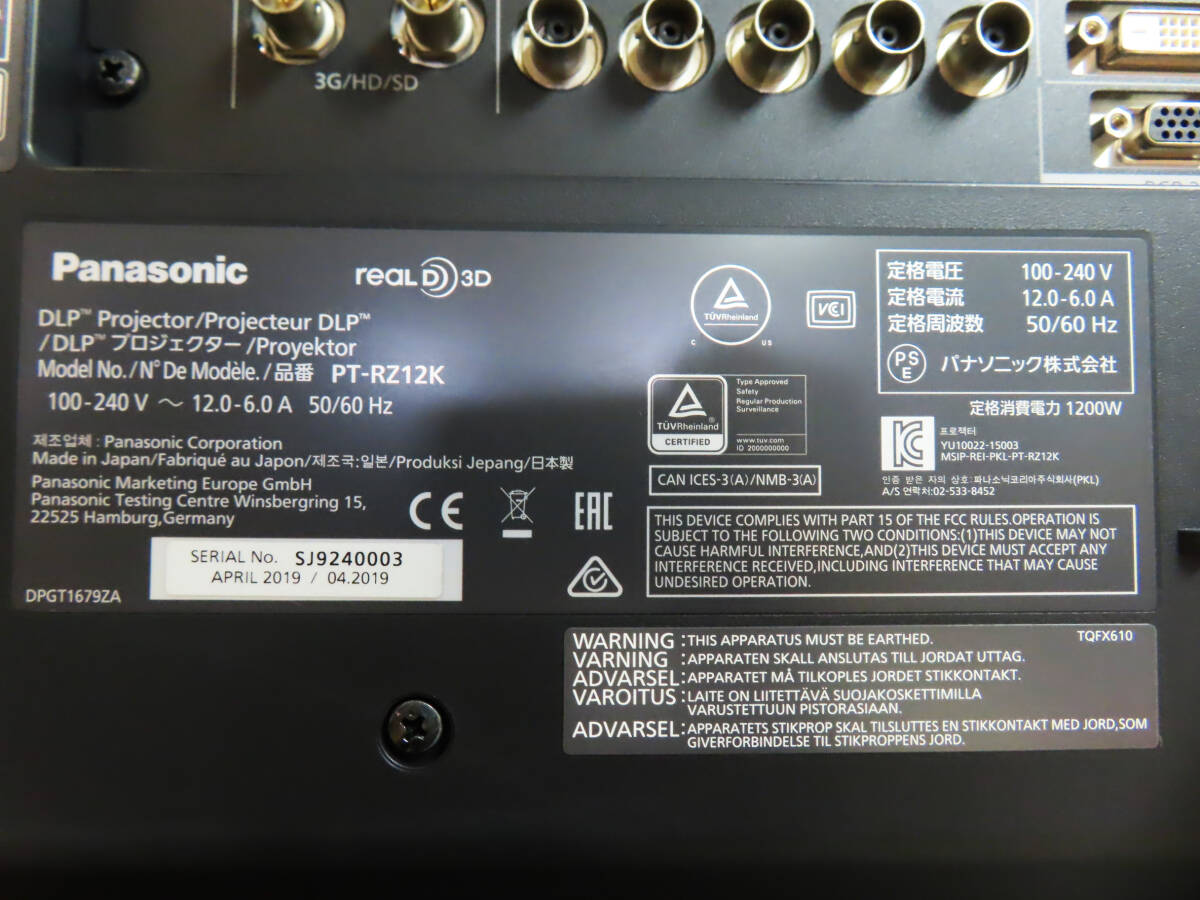 3G/HD/SD
Panasonic
REAL D 3D
DLP™ Projector/Projecteur DLP™
/DLP™ プロジェクター/Proyektor
Model No./N° De Modèle./品番 PT-RZ12K
100-240 V ～ 12.0-6.0 A 50/60 Hz
제조업체 : Panasonic Corporation
Made in Japan/Fabriqué au Japon/제조국:일본/Produksi Jepang/日本製
Panasonic Marketing Europe GmbH
Panasonic Testing Centre Winsbergring 15,
22525 Hamburg,Germany
CE
EAC
SERIAL No. SJ9240003
APRIL 2019 / 04.2019
DPGT1679ZA
TÜVRheinland
C US
VCI
TÜVRheinland®
CERTIFIED
Type Approved
Safety
Regular Production
Surveillance
www.tuv.com
ID 2000000000
CAN ICES-3(A)/NMB-3(A)
定格電圧 100-240 V
定格電流 12.0-6.0 A
定格周波数 50/60 Hz
PSE パナソニック株式会社
定格消費電力 1200W
프로젝터
YU10022-15003
MSIP-REI-PKL-PT-RZ12K
인증 받은 자의 상호:파나소닉코리아주식회사(PKL)
A/S 연락처:02-533-8452
THIS DEVICE COMPLIES WITH PART 15 OF THE FCC RULES.OPERATION IS
SUBJECT TO THE FOLLOWING TWO CONDITIONS:(1)THIS DEVICE MAY NOT
CAUSE HARMFUL INTERFERENCE,AND(2)THIS DEVICE MUST ACCEPT ANY
INTERFERENCE RECEIVED,INCLUDING INTERFERENCE THAT MAY CAUSE
UNDESIRED OPERATION.
TQFX610
WARNING :THIS APPARATUS MUST BE EARTHED.
VARNING :APPARATEN SKALL ANSLUTAS TILL JORDAT UTTAG.
ADVARSEL:APPARATET MÅ TILKOPLES JORDET STIKKONTAKT.
VAROITUS :LAITE ON LIITETTÄVÄ SUOJAKOSKETTIMILLA
VARUSTETTUUN PISTORASIAAN.
ADVARSEL:APPARATETS STIKPROP SKAL TILSLUTTES EN STIKKONTAKT MED JORD,SOM
GIVERFORBINDELSE TIL STIKPROPPENS JORD.